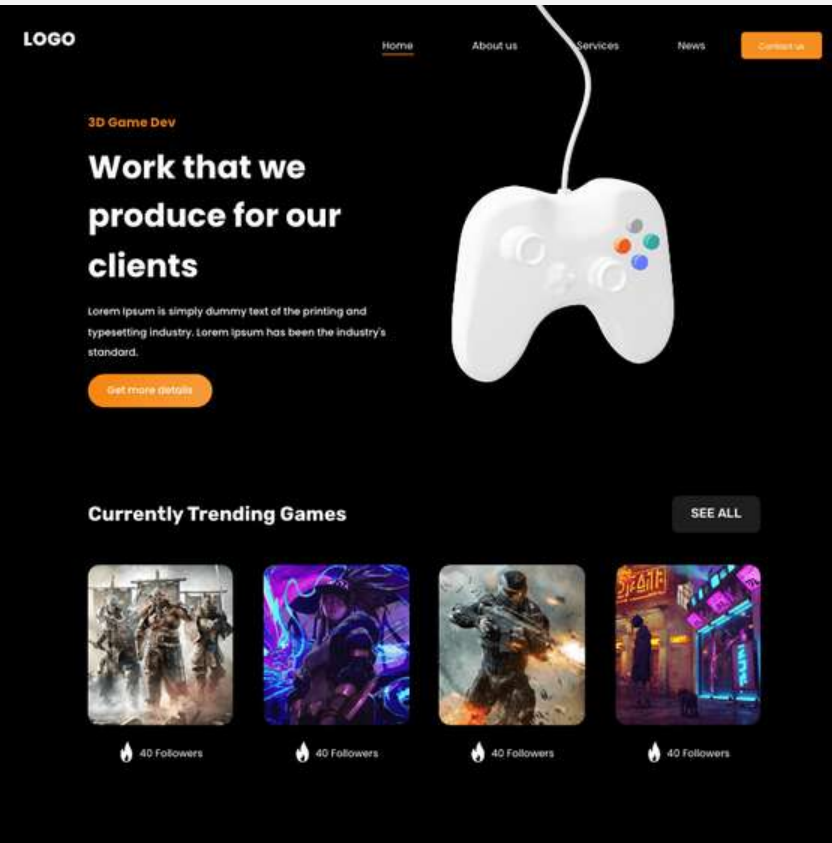 LOGO
Home About us Services News Contact us
3D Game Dev
Work that we
produce for our
clients
Lorem Ipsum is simply dummy text of the printing and
typesetting industry. Lorem Ipsum has been the industry's
standard.
Get more details
Currently Trending Games
SEE ALL
40 Followers 40 Followers 40 Followers 40 Followers